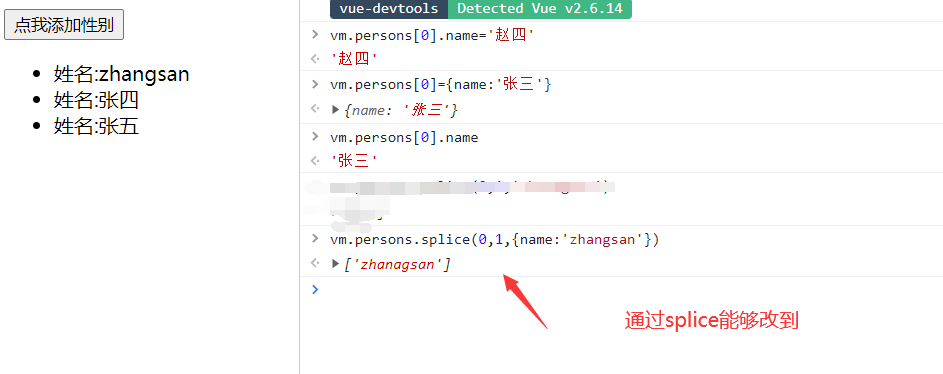 点我添加性别
姓名:zhangsan
姓名:张四
姓名:张五
vue-devtools Detected Vue v2.6.14
vm.persons[0].name='赵四'
'赵四'
vm.persons[0]={name:'张三'}
{name: '张三'}
vm.persons[0].name
'张三'
vm.persons.splice(0,1,{name:'zhangsan'})
['zhanagsan']
通过splice能够改到